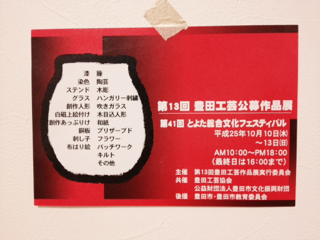 漆　籐
染色　陶芸
ステンド　木彫
グラス　ハンガリー刺繍
創作人形　吹きガラス
白磁上絵付け　木目込人形
創作あっぷりけ　和紙
銅板　プリザーブド
刺し子　フラワー
布はり絵　パッチワーク
キルト
その他
第13回 豊田工芸公募作品展
第41回 とよた総合文化フェスティバル
平成25年10月10日(木)
～13日(日)
AM10:00～PM18:00
(最終日は16:00まで)
主催　第13回豊田工芸作品展実行委員会
共催　豊田工芸協会
公益財団法人豊田市文化振興財団
後援　豊田市・豊田市教育委員会